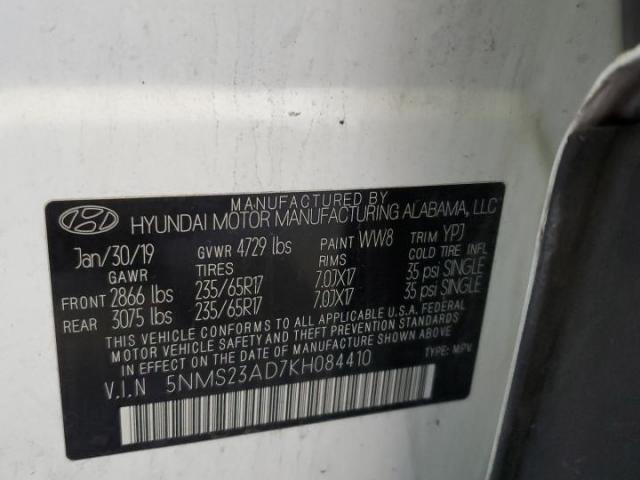 MANUFACTURED BY
HYUNDAI MOTOR MANUFACTURING ALABAMA, LLC
Jan/30/19 GVWR 4729 lbs PAINT WW8 TRIM YPJ
GAWR TIRES RIMS COLD TIRE INFL
FRONT 2866 lbs 235/65R17 7.0JX17 35 psi SINGLE
REAR 3075 lbs 235/65R17 7.0JX17 35 psi SINGLE
THIS VEHICLE CONFORMS TO ALL APPLICABLE U.S.A. FEDERAL
MOTOR VEHICLE SAFETY AND THEFT PREVENTION STANDARDS
IN EFFECT ON THE DATE OF MANUFACTURE SHOWN ABOVE.
V.I.N 5NMS23AD7KH084410 TYPE: MPV